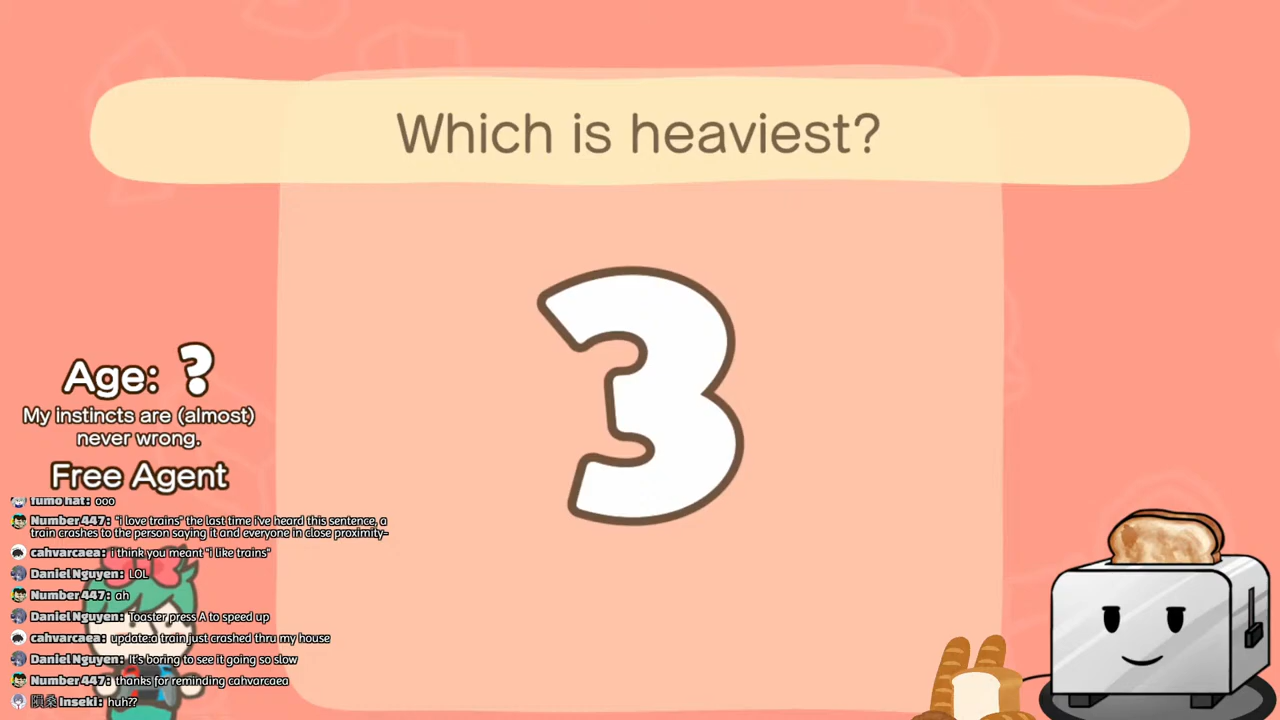 Which is heaviest?
3
Age: ?
My instincts are (almost)
never wrong.
Free Agent
Yumo hat: ooo
Number 447: "i love trains" the last time i've heard this sentence, a
train crashes to the person saying it and everyone in close proximity-
cahvarcaea: i think you meant "i like trains"
Daniel Nguyen: LOL
Number 447: ah
Daniel Nguyen: Toaster press A to speed up
cahvarcaea: update:a train just crashed thru my house
Daniel Nguyen: It's boring to see it going so slow
Number 447: thanks for reminding cahvarcaea
Inseki: huh??